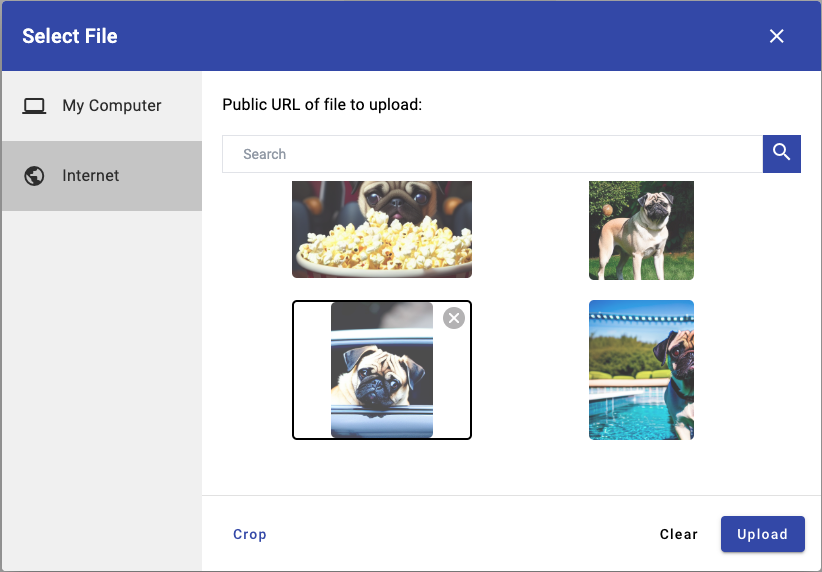 Select File
My Computer
Internet
Public URL of file to upload:
Search
Crop
Clear
Upload